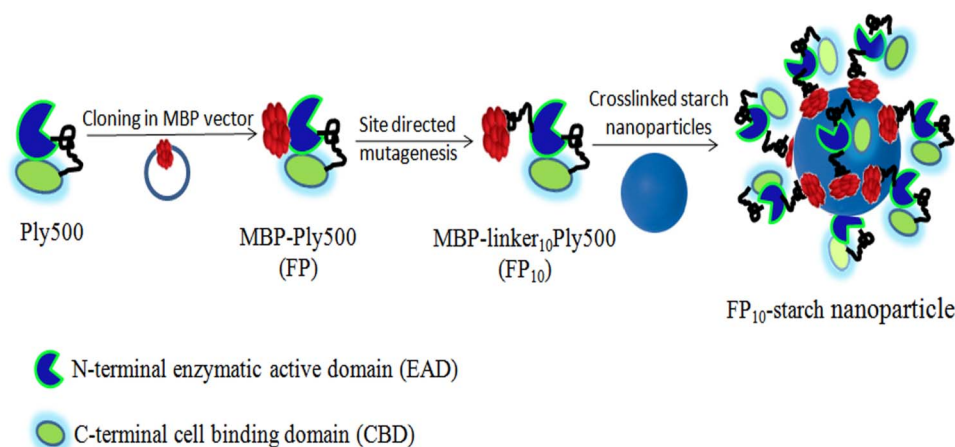 Cloning in MBP vector
Site directed
mutagenesis
Crosslinked starch
nanoparticles
Ply500
MBP-Ply500
(FP)
MBP-linker₁₀Ply500
(FP₁₀)
FP₁₀-starch nanoparticle
N-terminal enzymatic active domain (EAD)
C-terminal cell binding domain (CBD)